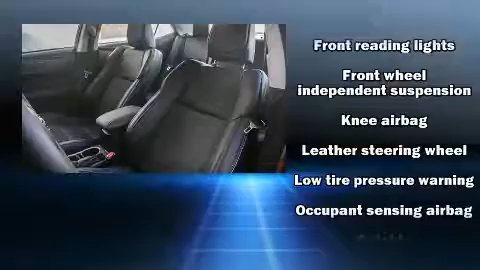 Front reading lights
Front wheel
independent suspension
Knee airbag
Leather steering wheel
Low tire pressure warning
Occupant sensing airbag